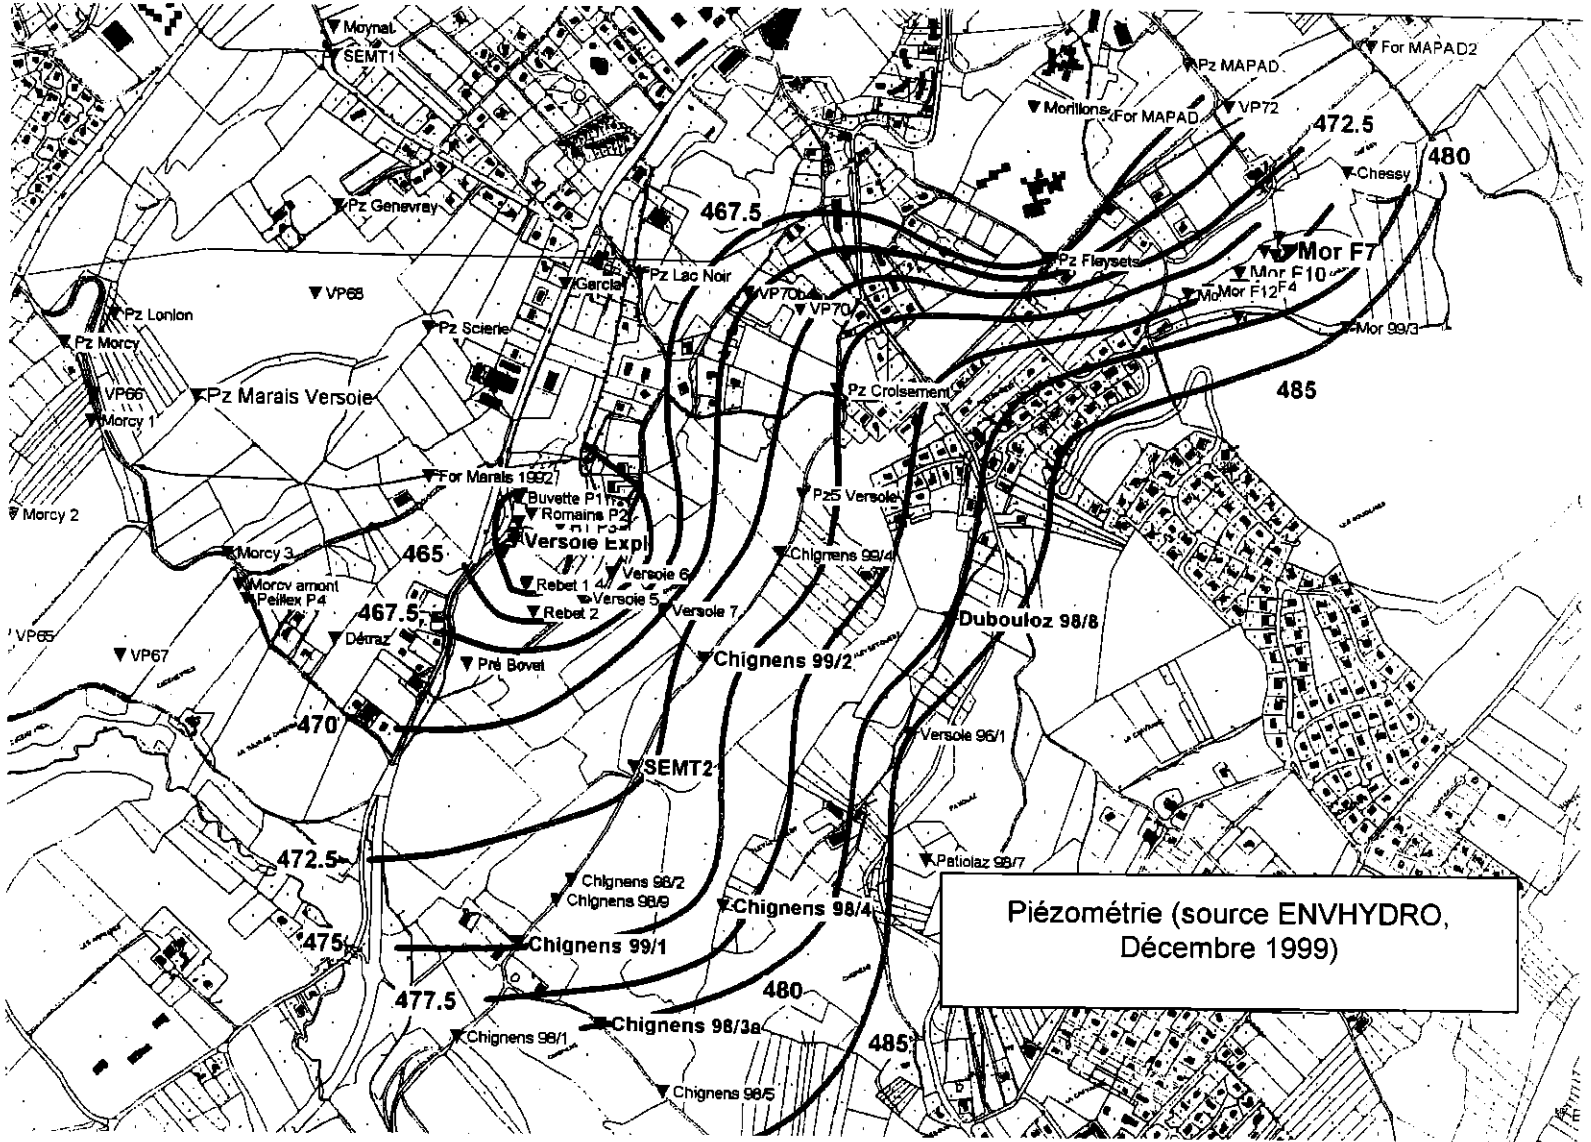 Moynat
SEMT1
For MAPAD2
Pz MAPAD
VP72
Morillons
For MAPAD
472.5
480
Chessy
Pz Genevray
467.5
Pz Flaysets
Mor F7
Mor F10
Mor F12
F4
Mor 99/3
Pz Lac Noir
Garcia
VP70b
VP70
VP68
Pz Lonlon
Pz Scierie
Pz Morcy
485
Pz Croisement
VP66
Pz Marais Versoie
Morcy 1
For Marais 1992
Buvette P1
Romains P2
Versoie Expl
Pz5 Versoie
Morcy 2
Chignens 99/4
465
Morcy 3
Morcy amont
Peillex P4
Rebet 1
Versoie 6
Versoie 5
Rebet 2
Versoie 7
467.5
Dubouloz 98/8
VP65
Détraz
VP67
Pré Bovet
Chignens 99/2
470
Versoie 96/1
SEMT2
472.5
Patiolaz 98/7
Chignens 98/2
Chignens 98/9
Chignens 98/4
Piézométrie (source ENVHYDRO,
Décembre 1999)
475
Chignens 99/1
477.5
480
Chignens 98/3a
Chignens 98/1
485
Chignens 98/5